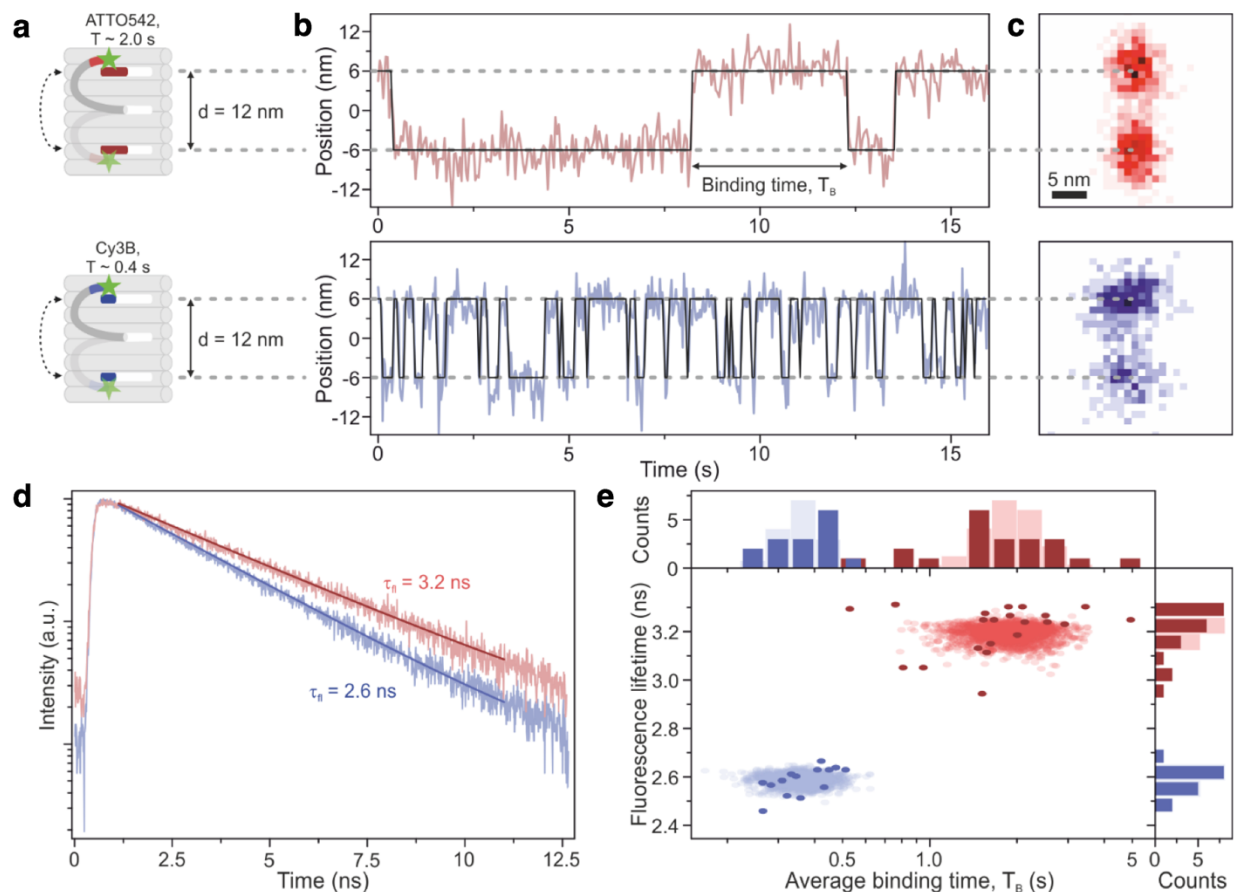 a
ATTO542,
T ~ 2.0 s
d = 12 nm
Cy3B,
T ~ 0.4 s
d = 12 nm
b
Position (nm)
12
6
0
-6
-12
Binding time, T_B
0
5
10
15
Position (nm)
12
6
0
-6
-12
0
5
10
15
Time (s)
c
5 nm
d
Intensity (a.u.)
τ_fl = 3.2 ns
τ_fl = 2.6 ns
0
2.5
5
7.5
10
12.5
Time (ns)
e
Counts
5
0
Fluorescence lifetime (ns)
3.2
3.0
2.8
2.6
2.4
0.5
1.0
5
Average binding time, T_B (s)
0
5
Counts